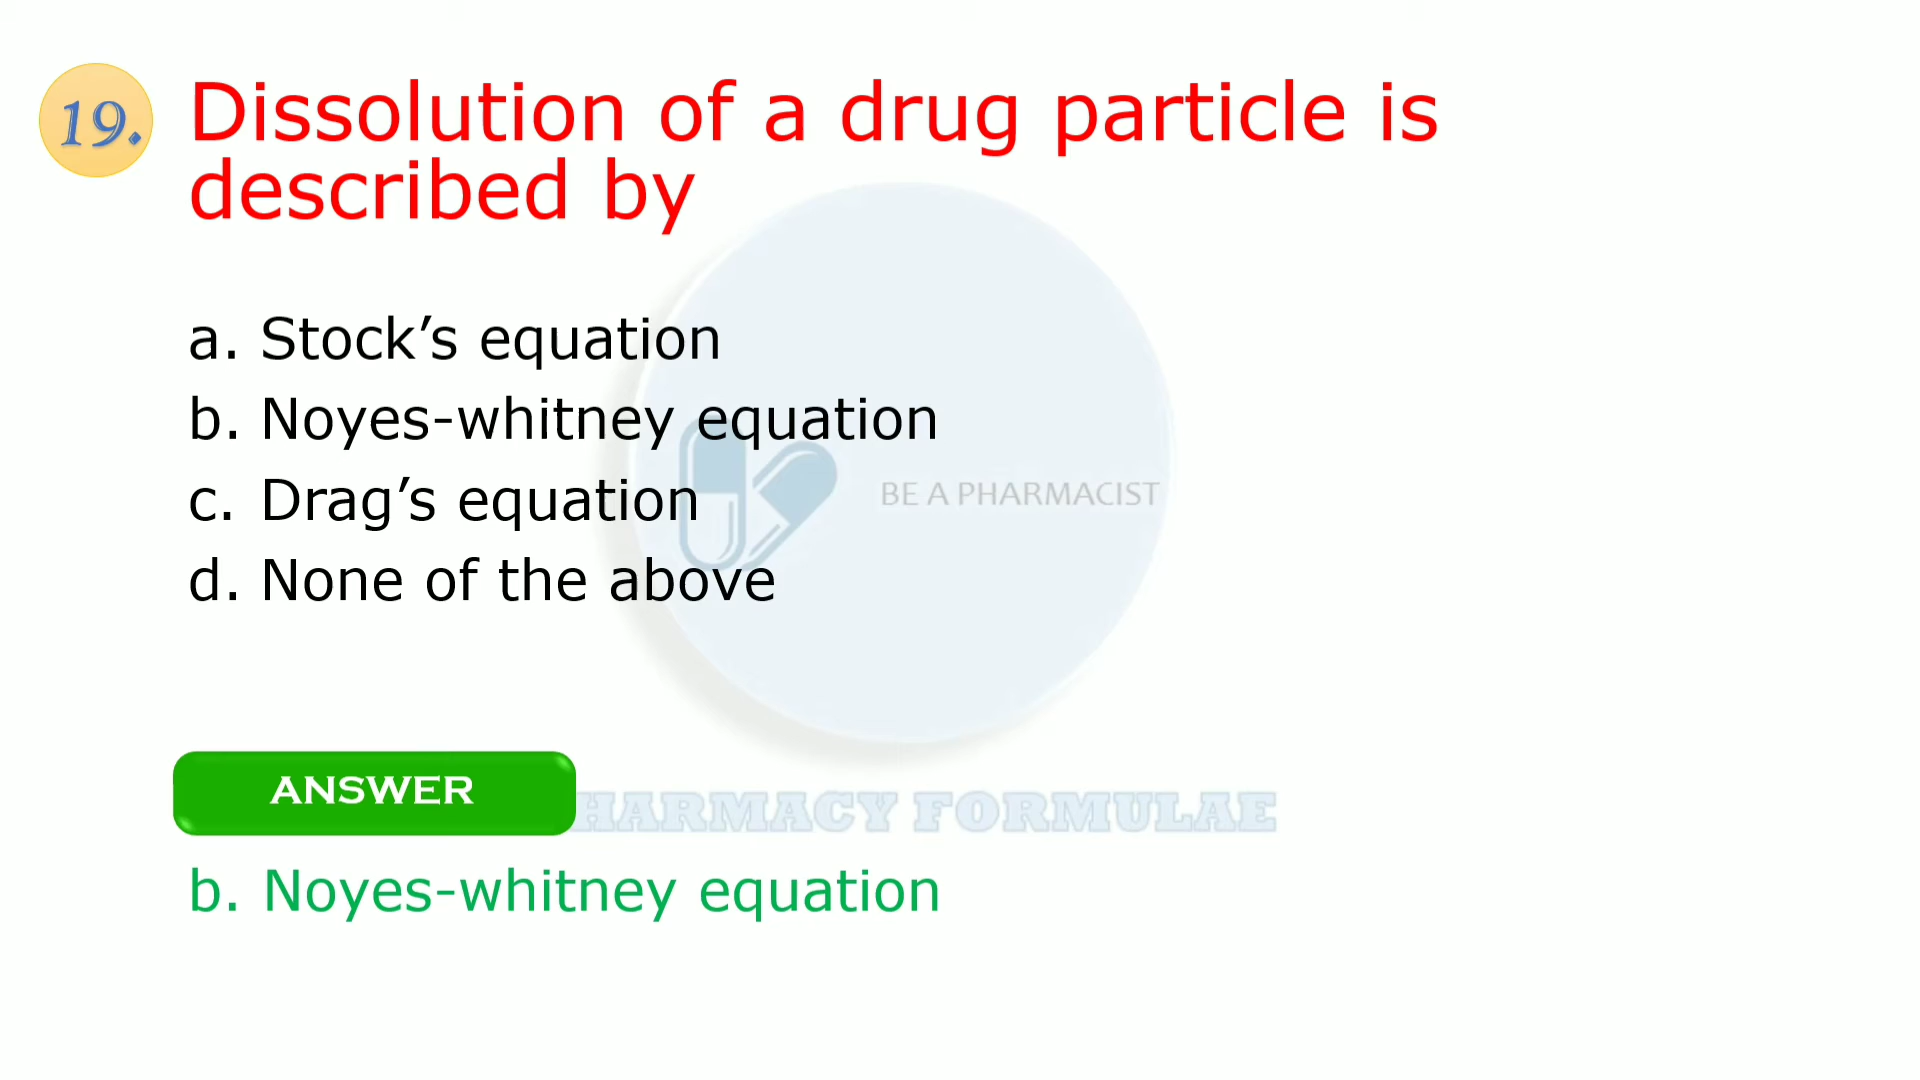 19.
Dissolution of a drug particle is
described by
a. Stock’s equation
b. Noyes-whitney equation
c. Drag’s equation
BE A PHARMACIST
d. None of the above
ANSWER
HARMACY FORMULAE
b. Noyes-whitney equation